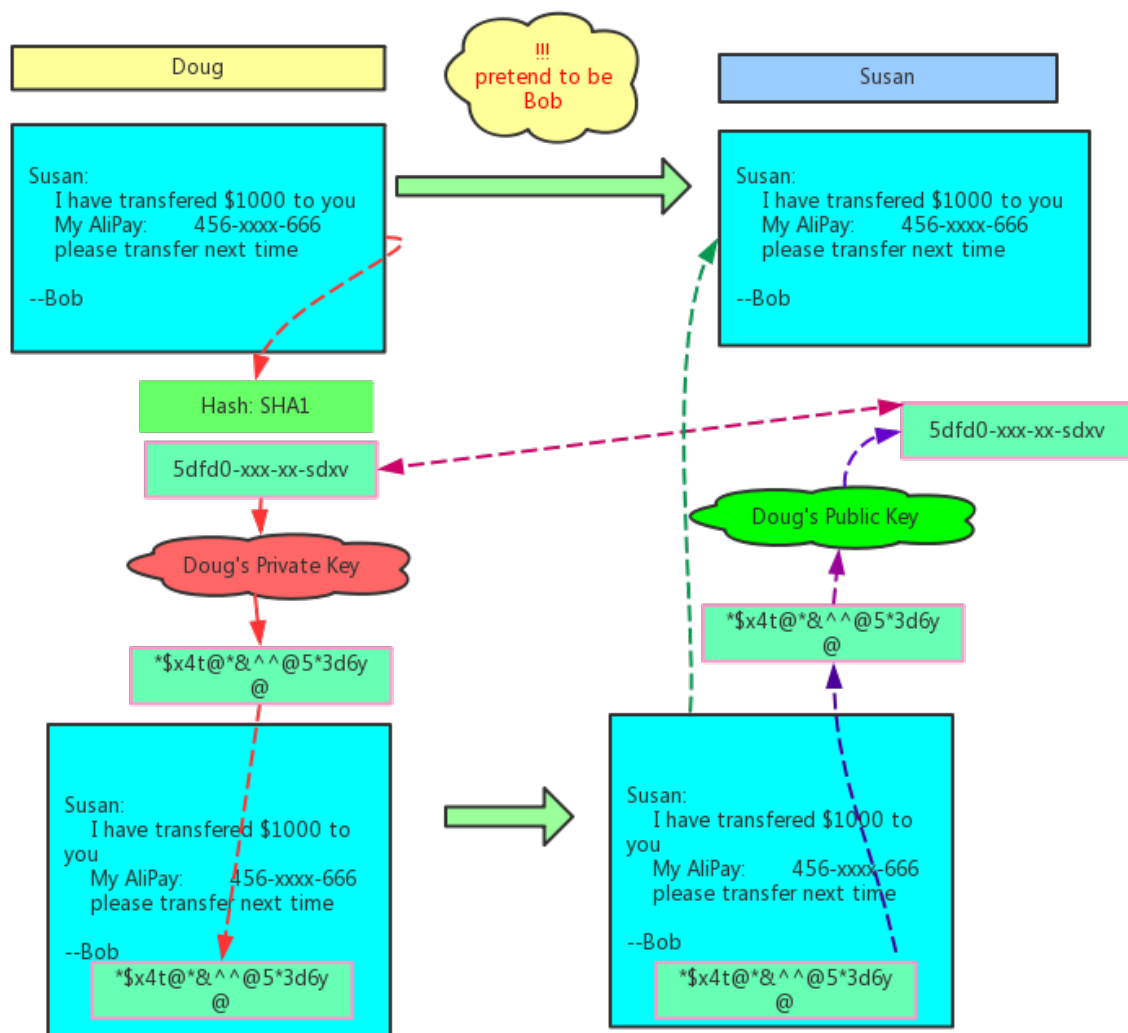 Doug
!!!
pretend to be
Bob
Susan
Susan:
I have transfered $1000 to you
My AliPay: 456-xxxx-666
please transfer next time
--Bob
Susan:
I have transfered $1000 to you
My AliPay: 456-xxxx-666
please transfer next time
--Bob
Hash: SHA1
5dfd0-xxx-xx-sdxv
5dfd0-xxx-xx-sdxv
Doug's Private Key
Doug's Public Key
*$x4t@*&^^@5*3d6y
@
*$x4t@*&^^@5*3d6y
@
Susan:
I have transfered $1000 to
you
My AliPay: 456-xxxx-666
please transfer next time
--Bob
*$x4t@*&^^@5*3d6y
@
Susan:
I have transfered $1000 to
you
My AliPay: 456-xxxx-666
please transfer next time
--Bob
*$x4t@*&^^@5*3d6y
@